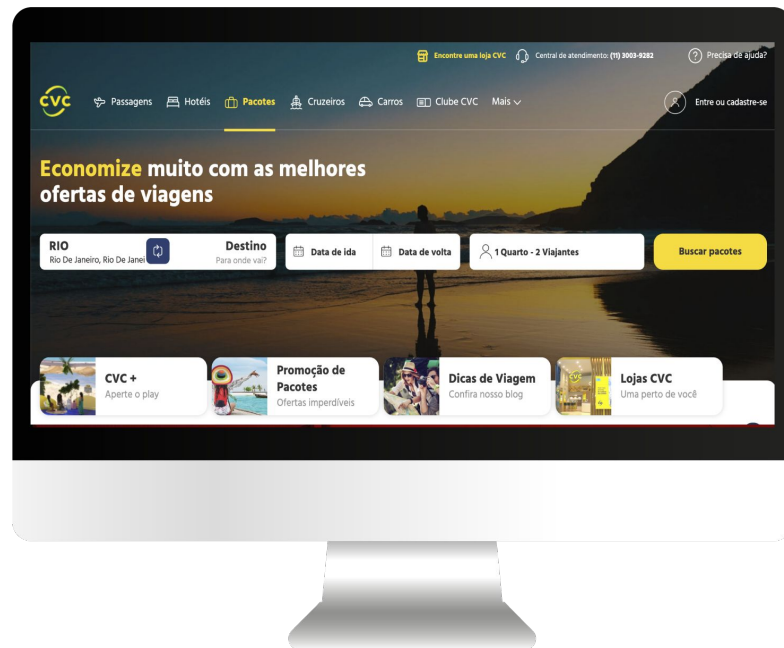 Encontre uma loja CVC
Central de atendimento: (11) 3003-9282
Precisa de ajuda?
cvc
Passagens
Hotéis
Pacotes
Cruzeiros
Carros
Clube CVC
Mais
Entre ou cadastre-se
Economize muito com as melhores
ofertas de viagens
RIO
Rio De Janeiro, Rio De Janei
Destino
Para onde vai?
Data de ida
Data de volta
1 Quarto - 2 Viajantes
Buscar pacotes
CVC +
Aperte o play
Promoção de
Pacotes
Ofertas imperdíveis
Dicas de Viagem
Confira nosso blog
CVC
Lojas CVC
Uma perto de você